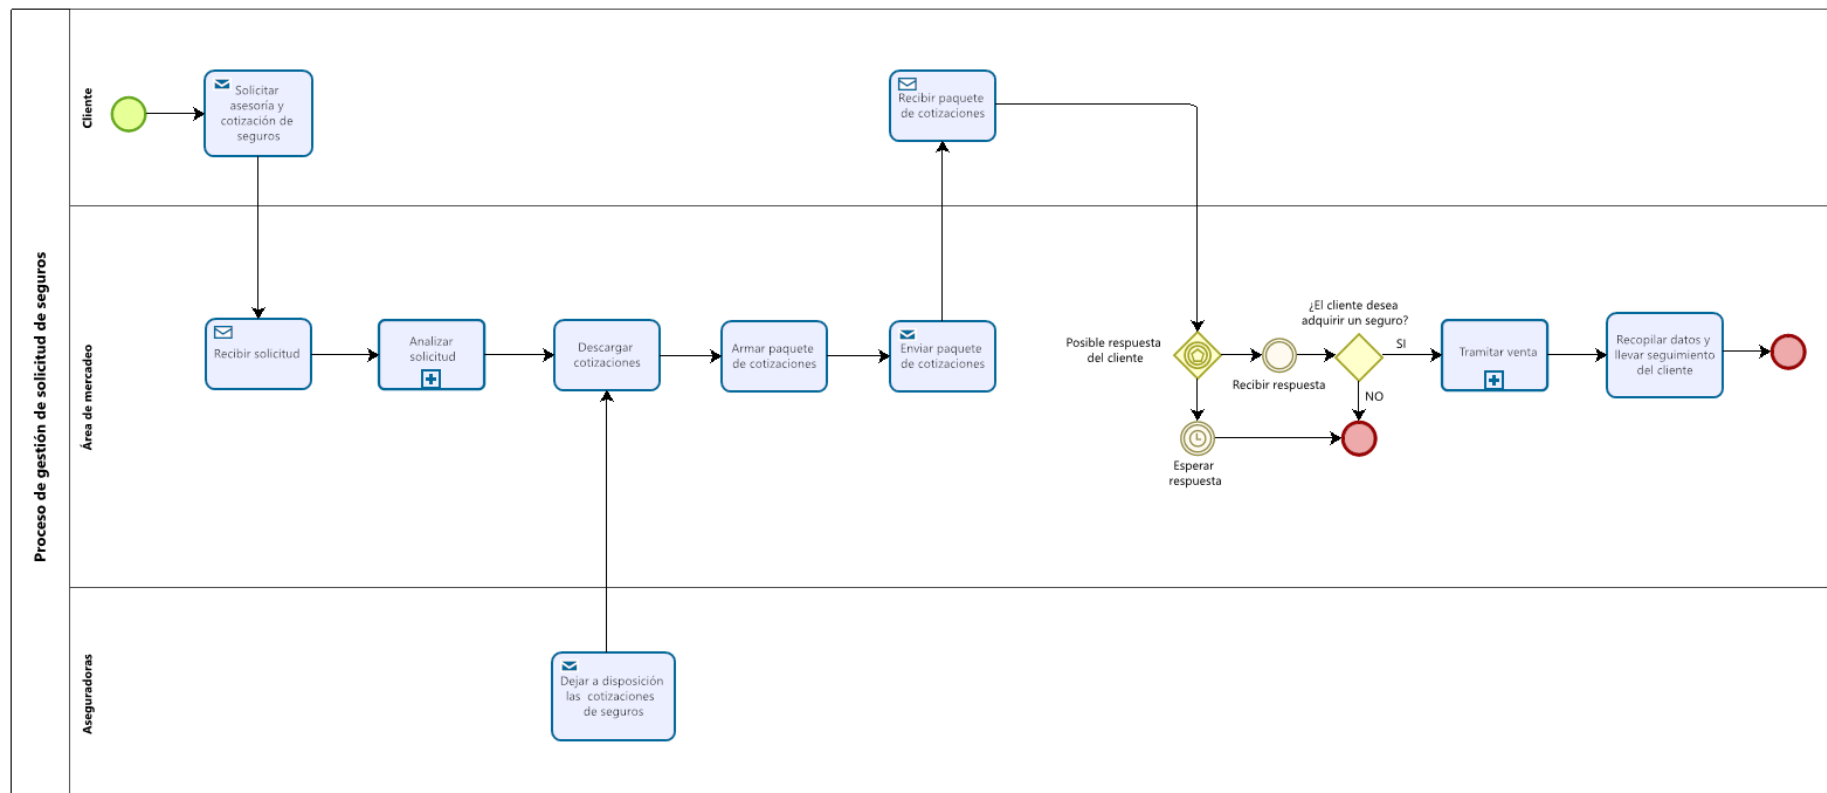 Proceso de gestión de solicitud de seguros
Cliente
Solicitar
asesoría y
cotización de
seguros
Recibir paquete
de cotizaciones
Área de mercadeo
Recibir solicitud
Analizar
solicitud
Descargar
cotizaciones
Armar paquete
de cotizaciones
Enviar paquete
de cotizaciones
Posible respuesta
del cliente
Recibir respuesta
Esperar
respuesta
¿El cliente desea
adquirir un seguro?
SI
NO
Tramitar venta
Recopilar datos y
llevar seguimiento
del cliente
Aseguradoras
Dejar a disposición
las cotizaciones
de seguros